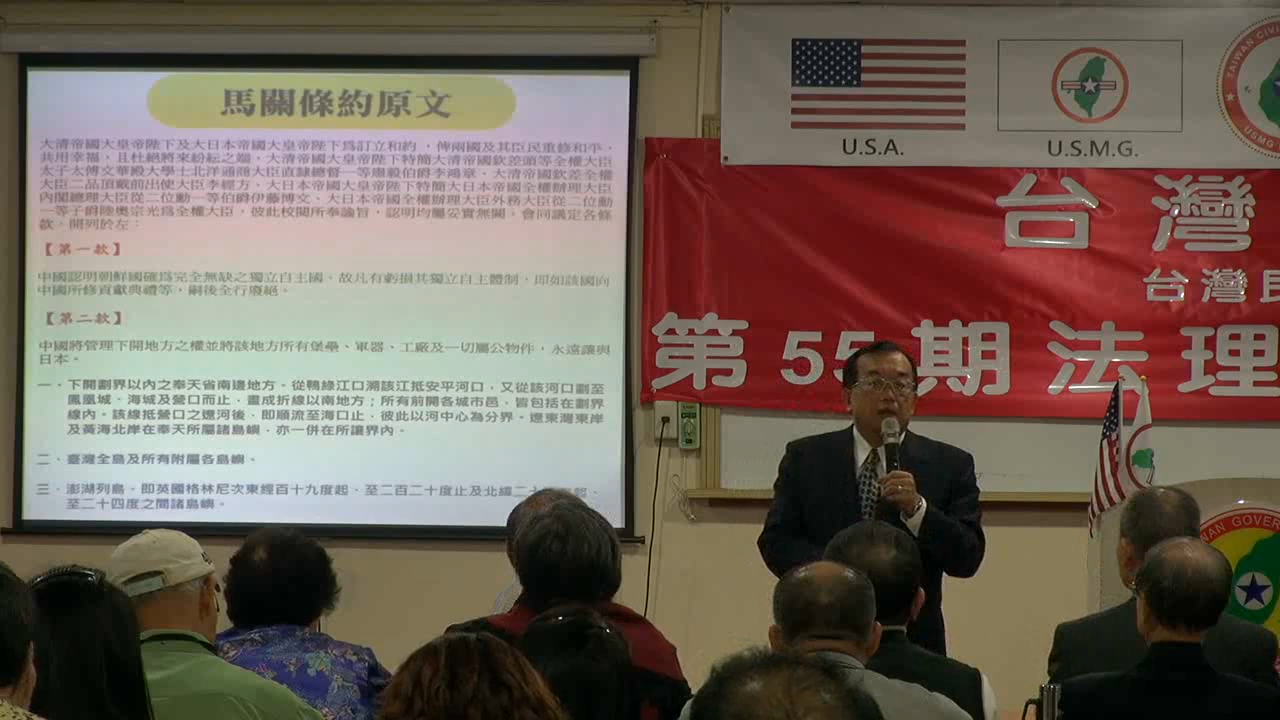 馬關條約原文
大清帝國大皇帝陛下及大日本帝國大皇帝陛下爲訂立和約，俾兩國及其臣民重修和平，
共用幸福，且杜絕將來紛紜之端，大清帝國大皇帝陛下特簡大清帝國欽差頭等全權大臣
太子太傅文華殿大學士北洋通商大臣直隸總督一等肅毅伯爵李鴻章、大清帝國欽差全權
大臣二品頂戴前出使大臣李經方、大日本帝國大皇帝陛下特簡大日本帝國全權辦理大臣
內閣總理大臣從二位勳一等伯爵伊藤博文、大日本帝國全權辦理大臣外務大臣從二位勳
一等子爵陸奧宗光爲全權大臣，彼此校閱所奉諭旨，認明均屬妥實無闕，會同議定各條
款，開列於左：
【第一款】
中國認明朝鮮國確爲完全無缺之獨立自主國，故凡有虧損其獨立自主體制，即如該國向
中國所修貢獻典禮等，嗣後全行廢絕。
【第二款】
中國將管理下開地方之權並將該地方所有堡壘、軍器、工廠及一切屬公物件，永遠讓與
日本。
一、下開劃界以內之奉天省南邊地方。從鴨綠江口溯該江抵安平河口，又從該河口劃至
鳳凰城、海城及營口而止，畫成折線以南地方；所有前開各城市邑，皆包括在劃界
線內。該線抵營口之遼河後，即順流至海口止，彼此以河中心為分界。遼東灣東岸
及黃海北岸在奉天所屬諸島嶼，亦一併在所讓界內。
二、臺灣全島及所有附屬各島嶼。
三、澎湖列島。即英國格林尼次東經百十九度起、至百二十度止及北緯二十
至二十四度之間諸島嶼。
U.S.A.
U.S.M.G.
TAIWAN CIVI
USMG
台灣
台灣民
第55期法理
WAN GOVER